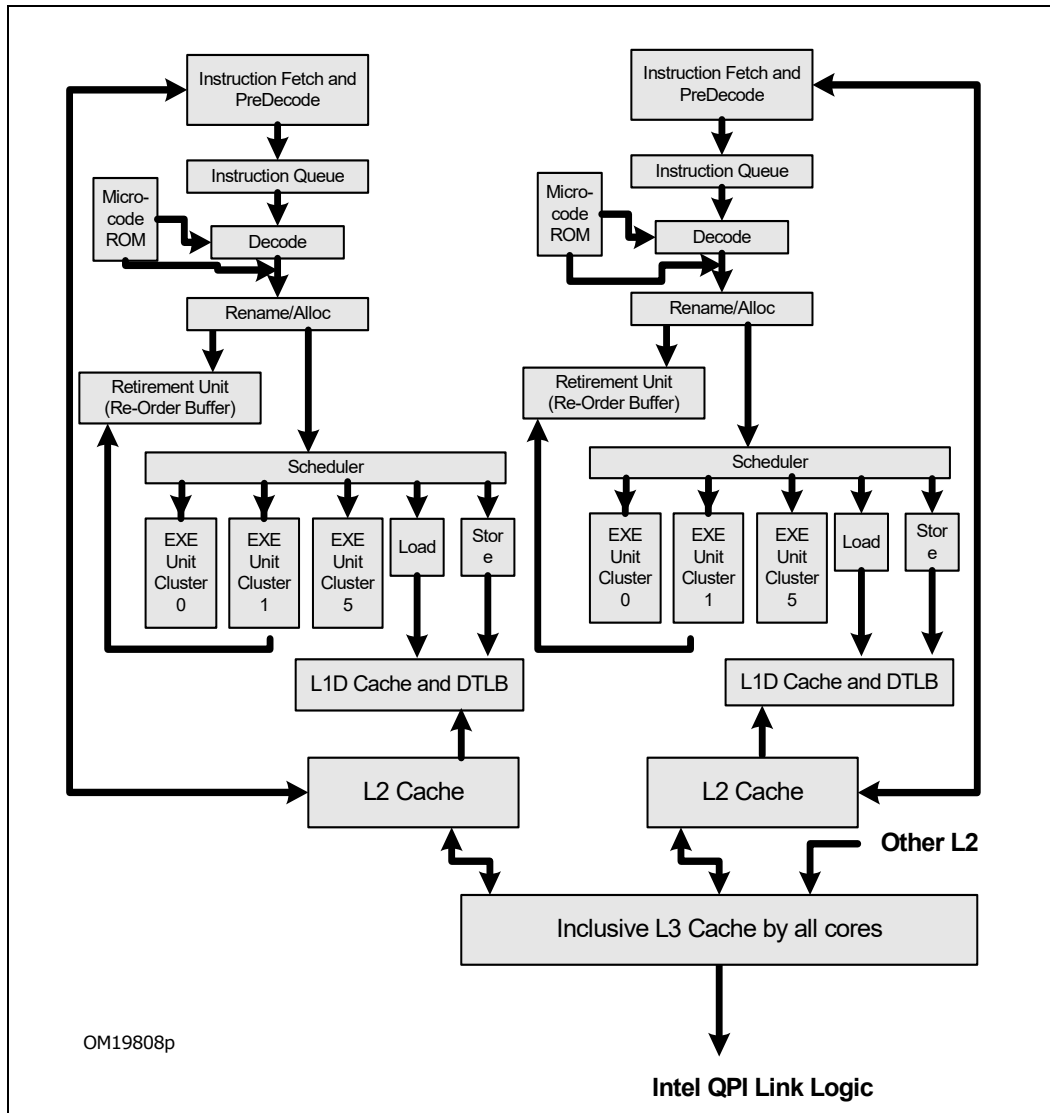 Instruction Fetch and
PreDecode
Instruction Queue
Micro-
code
ROM
Decode
Rename/Alloc
Retirement Unit
(Re-Order Buffer)
Scheduler
EXE
Unit
Cluster
0
EXE
Unit
Cluster
1
EXE
Unit
Cluster
5
Load
Stor
e
L1D Cache and DTLB
L2 Cache
Instruction Fetch and
PreDecode
Instruction Queue
Micro-
code
ROM
Decode
Rename/Alloc
Retirement Unit
(Re-Order Buffer)
Scheduler
EXE
Unit
Cluster
0
EXE
Unit
Cluster
1
EXE
Unit
Cluster
5
Load
Stor
e
L1D Cache and DTLB
L2 Cache
Other L2
Inclusive L3 Cache by all cores
OM19808p
Intel QPI Link Logic